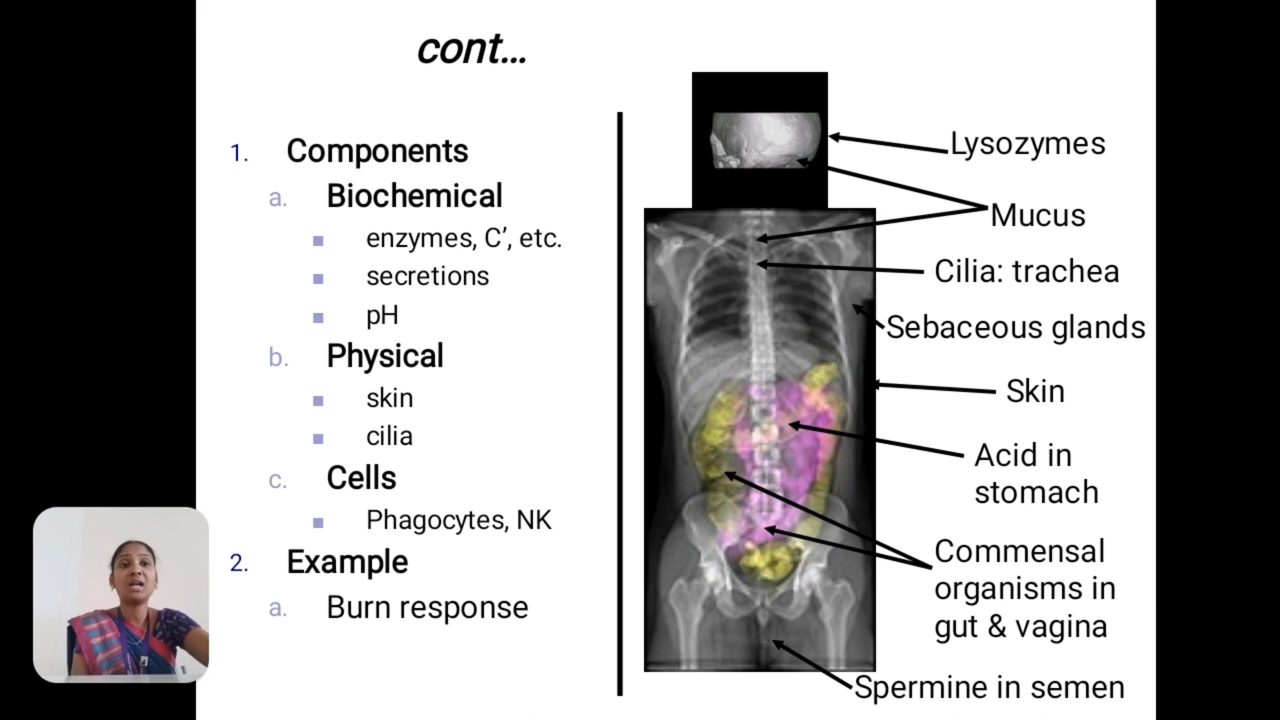 cont...
1. Components
a. Biochemical
■ enzymes, C’, etc.
■ secretions
■ pH
b. Physical
■ skin
■ cilia
c. Cells
■ Phagocytes, NK
2. Example
a. Burn response
Lysozymes
Mucus
Cilia: trachea
Sebaceous glands
Skin
Acid in
stomach
Commensal
organisms in
gut & vagina
Spermine in semen